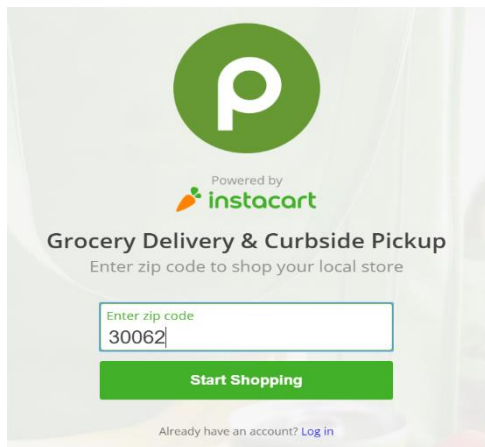 p
Powered by
instacart
Grocery Delivery & Curbside Pickup
Enter zip code to shop your local store
Enter zip code
30062
Start Shopping
Already have an account? Log in